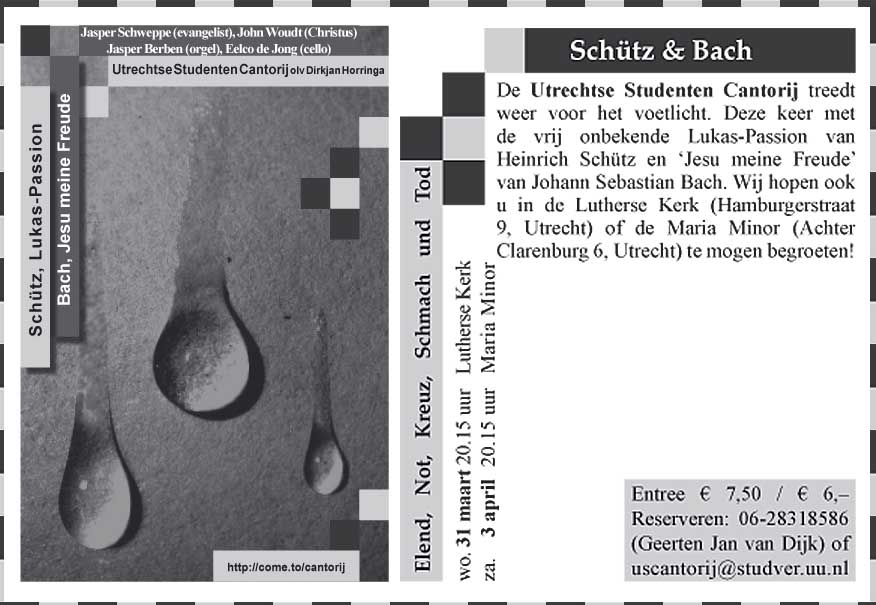 Jasper Schweppe (evangelist), John Woudt (Christus)
Jasper Berben (orgel), Eelco de Jong (cello)
Utrechtse Studenten Cantorij olv Dirkjan Horringa
Schütz, Lukas-Passion
Bach, Jesu meine Freude
http://come.to/cantorij
Elend, Not, Kreuz, Schmach und Tod
wo. 31 maart 20.15 uur Lutherse Kerk
za. 3 april 20.15 uur Maria Minor
Schütz & Bach
De Utrechtse Studenten Cantorij treedt
weer voor het voetlicht. Deze keer met
de vrij onbekende Lukas-Passion van
Heinrich Schütz en ‘Jesu meine Freude’
van Johann Sebastian Bach. Wij hopen ook
u in de Lutherse Kerk (Hamburgerstraat
9, Utrecht) of de Maria Minor (Achter
Clarenburg 6, Utrecht) te mogen begroeten!
Entree € 7,50 / € 6,–
Reserveren: 06-28318586
(Geerten Jan van Dijk) of
uscantorij@studver.uu.nl